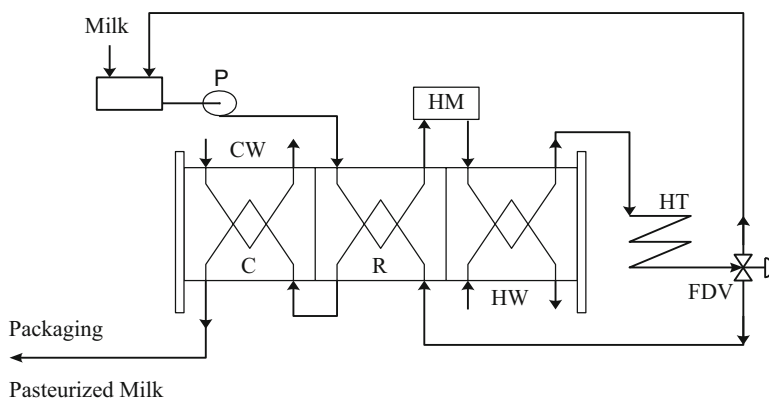 Milk
P
HM
CW
HT
C
R
HW
FDV
Packaging
Pasteurized Milk